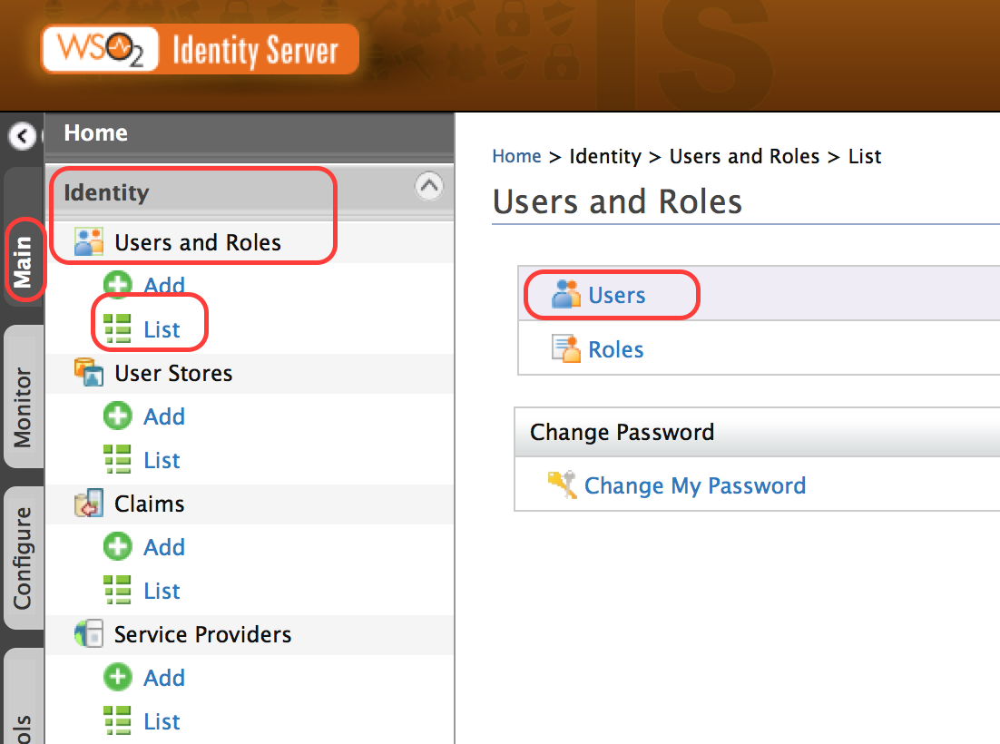 WSO2 Identity Server
IS
Home
Identity
Users and Roles
Add
List
User Stores
Add
List
Claims
Add
List
Service Providers
Add
List
Main
Monitor
Configure
ols
Home > Identity > Users and Roles > List
Users and Roles
Users
Roles
Change Password
Change My Password